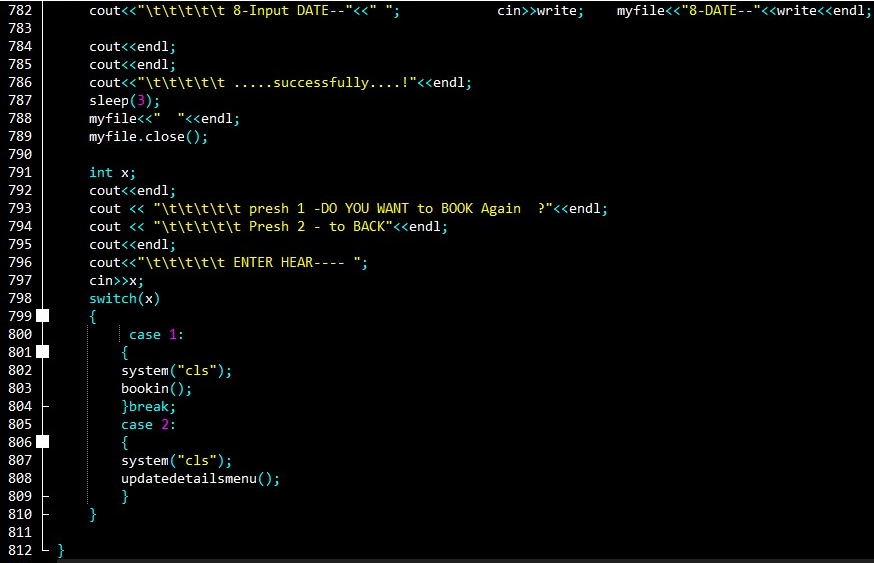 782 cout<<"\t\t\t\t\t 8-Input DATE--"<<" "; cin>>write; myfile<<"8-DATE--"<<write<<endl;
783
784 cout<<endl;
785 cout<<endl;
786 cout<<"\t\t\t\t\t .....successfully....!"<<endl;
787 sleep(3);
788 myfile<<"  "<<endl;
789 myfile.close();
790
791 int x;
792 cout<<endl;
793 cout << "\t\t\t\t\t presh 1 -DO YOU WANT to BOOK Again  ?"<<endl;
794 cout << "\t\t\t\t\t Presh 2 - to BACK"<<endl;
795 cout<<endl;
796 cout<<"\t\t\t\t\t ENTER HEAR---- ";
797 cin>>x;
798 switch(x)
799 {
800 case 1:
801 {
802 system("cls");
803 bookin();
804 }break;
805 case 2:
806 {
807 system("cls");
808 updatedetailsmenu();
809 }
810 }
811
812 }